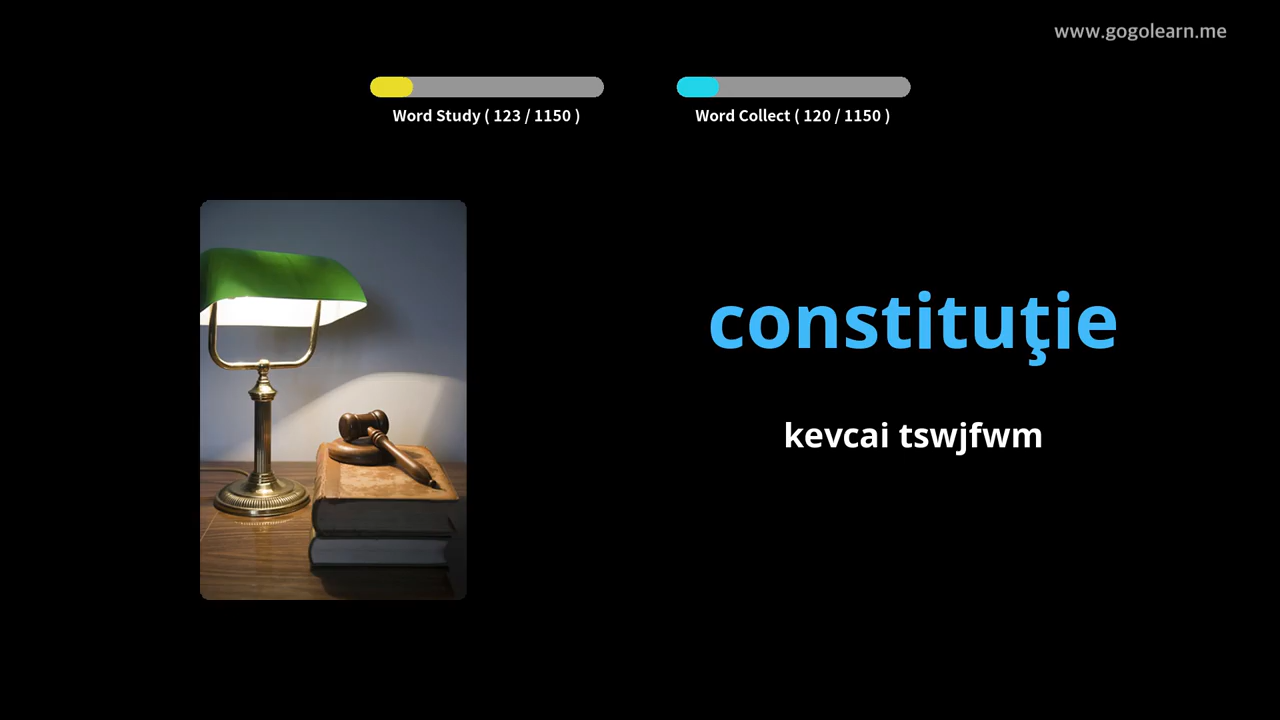 www.gogolearn.me
Word Study ( 123 / 1150 )
Word Collect ( 120 / 1150 )
constituţie
kevcai tswjfwm